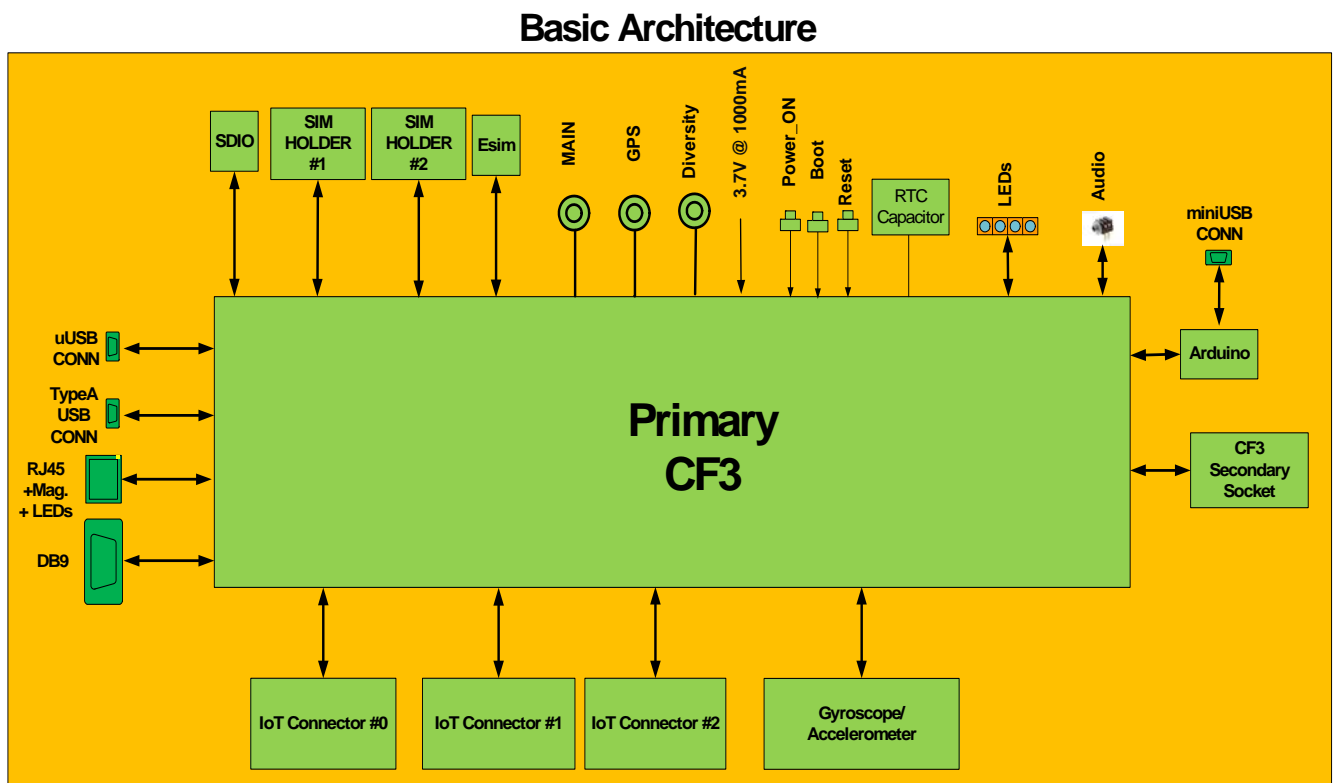 Basic Architecture
SDIO
SIM
HOLDER
#1
SIM
HOLDER
#2
Esim
MAIN
GPS
Diversity
3.7V @ 1000mA
Power_ON
Boot
Reset
RTC
Capacitor
LEDs
Audio
miniUSB
CONN
uUSB
CONN
TypeA
USB
CONN
RJ45
+Mag.
+ LEDs
DB9
Primary
CF3
Arduino
CF3
Secondary
Socket
IoT Connector #0
IoT Connector #1
IoT Connector #2
Gyroscope/
Accelerometer